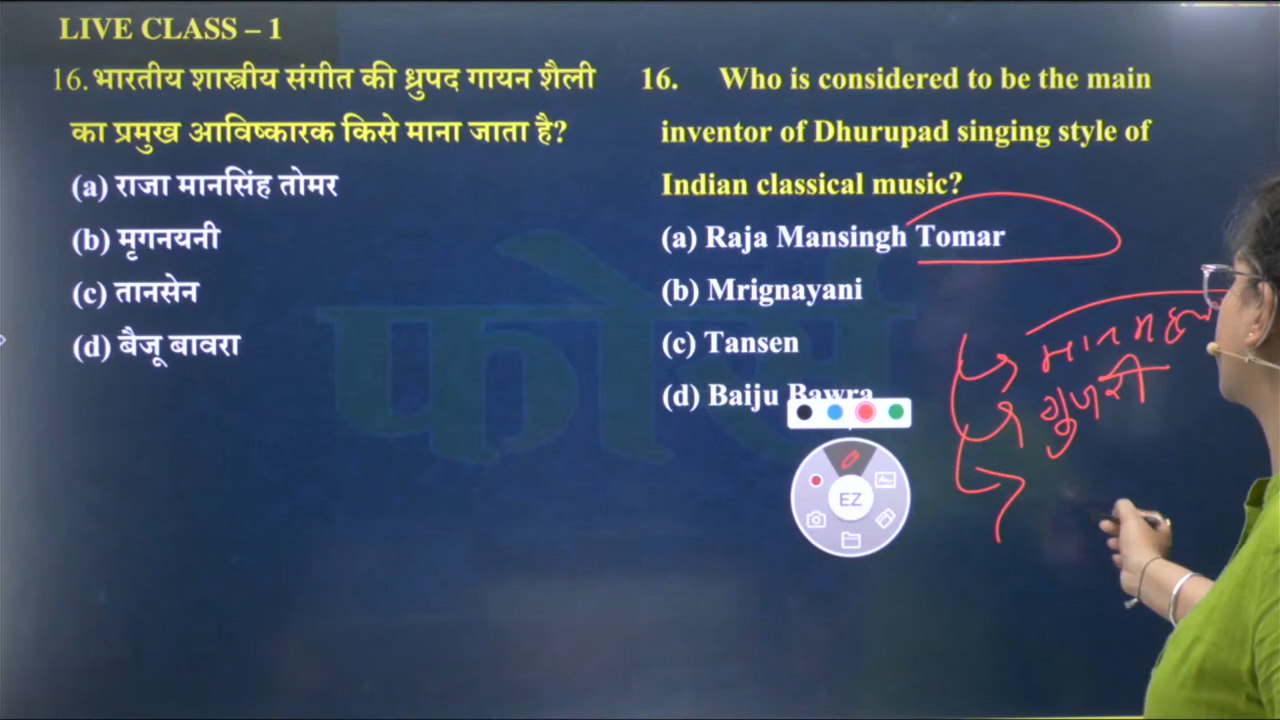 LIVE CLASS – 1
16. भारतीय शास्त्रीय संगीत की ध्रुपद गायन शैली
का प्रमुख आविष्कारक किसे माना जाता है?
(a) राजा मानसिंह तोमर
(b) मृगनयनी
(c) तानसेन
(d) बैजू बावरा
16. Who is considered to be the main
inventor of Dhurupad singing style of
Indian classical music?
(a) Raja Mansingh Tomar
(b) Mrignayani
(c) Tansen
(d) Baiju Bawra
मान
गुजरी
EZ